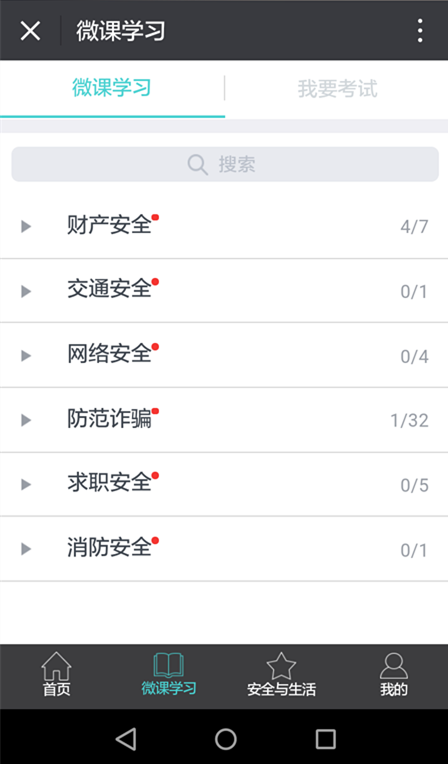 微课学习
微课学习 我要考试
搜索
财产安全 4/7
交通安全 0/1
网络安全 0/4
防范诈骗 1/32
求职安全 0/5
消防安全 0/1
首页 微课学习 安全与生活 我的